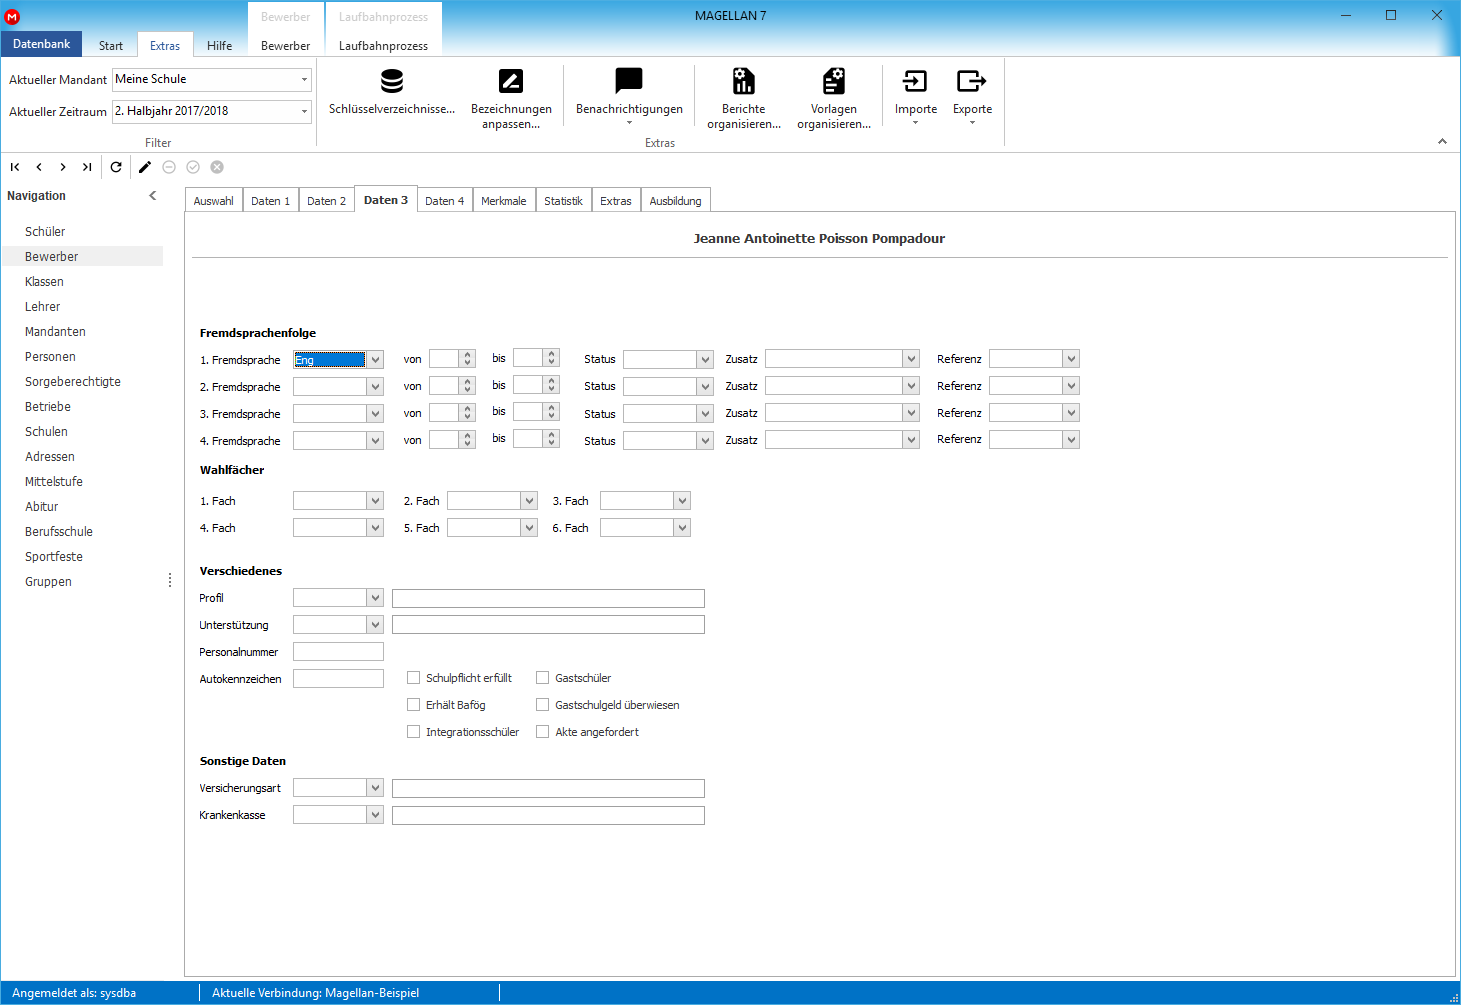 M
MAGELLAN 7
Bewerber Laufbahnprozess
Datenbank Start Extras Hilfe Bewerber Laufbahnprozess
Aktueller Mandant Meine Schule
Aktueller Zeitraum 2. Halbjahr 2017/2018
Filter
Schlüsselverzeichnisse...
Bezeichnungen
anpassen...
Benachrichtigungen
Berichte
organisieren...
Vorlagen
organisieren...
Importe
Exporte
Extras
Navigation
Schüler
Bewerber
Klassen
Lehrer
Mandanten
Personen
Sorgeberechtigte
Betriebe
Schulen
Adressen
Mittelstufe
Abitur
Berufsschule
Sportfeste
Gruppen
Auswahl Daten 1 Daten 2 Daten 3 Daten 4 Merkmale Statistik Extras Ausbildung
Jeanne Antoinette Poisson Pompadour
Fremdsprachenfolge
1. Fremdsprache Eng von bis Status Zusatz Referenz
2. Fremdsprache von bis Status Zusatz Referenz
3. Fremdsprache von bis Status Zusatz Referenz
4. Fremdsprache von bis Status Zusatz Referenz
Wahlfächer
1. Fach 2. Fach 3. Fach
4. Fach 5. Fach 6. Fach
Verschiedenes
Profil
Unterstützung
Personalnummer
Autokennzeichen Schulpflicht erfüllt Gastschüler
Erhält Bafög Gastschulgeld überwiesen
Integrationsschüler Akte angefordert
Sonstige Daten
Versicherungsart
Krankenkasse
Angemeldet als: sysdba Aktuelle Verbindung: Magellan-Beispiel